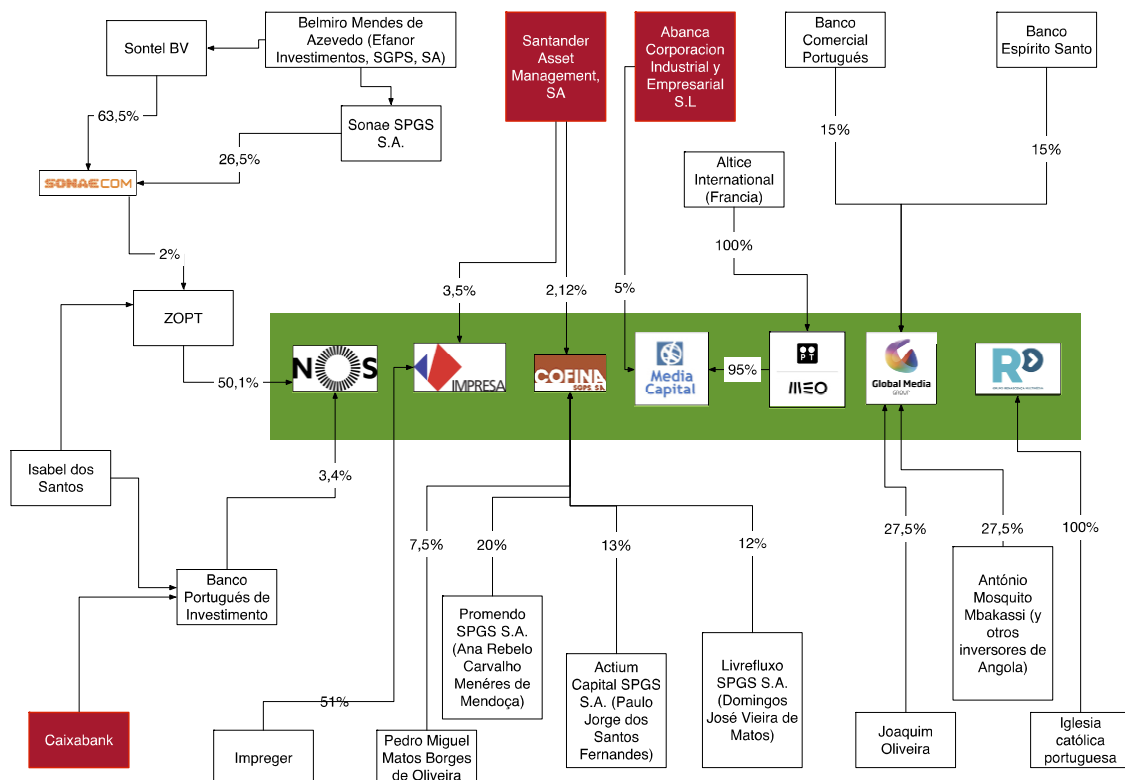 Sontel BV
Belmiro Mendes de
Azevedo (Efanor
Investimentos, SGPS, SA)
Santander
Asset
Management,
SA
Abanca
Corporacion
Industrial y
Empresarial
S.L
Banco
Comercial
Portugués
Banco
Espírito Santo
63,5%
Sonae SPGS
S.A.
26,5%
15%
15%
SONAECOM
Altice
International
(Francia)
2%
100%
ZOPT
3,5%
2,12%
5%
50,1%
NOS
IMPRESA
COFINA
SGPS, SA
Media
Capital
95%
PT
MEO
Global Media
GROUP
R
Isabel dos
Santos
3,4%
7,5%
20%
13%
12%
27,5%
27,5%
100%
Banco
Portugués de
Investimento
Promendo
SPGS S.A.
(Ana Rebelo
Carvalho
Menéres de
Mendoça)
Actium
Capital SPGS
S.A. (Paulo
Jorge dos
Santos
Fernandes)
Livrefluxo
SPGS S.A.
(Domingos
José Vieira de
Matos)
António
Mosquito
Mbakassi (y
otros
inversores de
Angola)
51%
Caixabank
Impreger
Pedro Miguel
Matos Borges
de Oliveira
Joaquim
Oliveira
Iglesia
católica
portuguesa